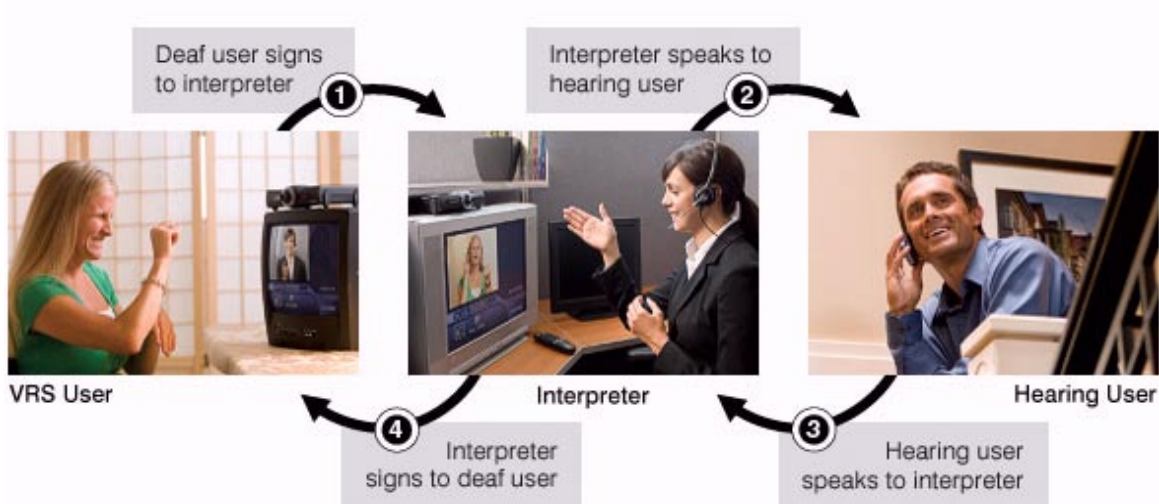 Deaf user signs
to interpreter
1
Interpreter speaks to
hearing user
2
VRS User
Interpreter
Hearing User
4
Interpreter
signs to deaf user
3
Hearing user
speaks to interpreter